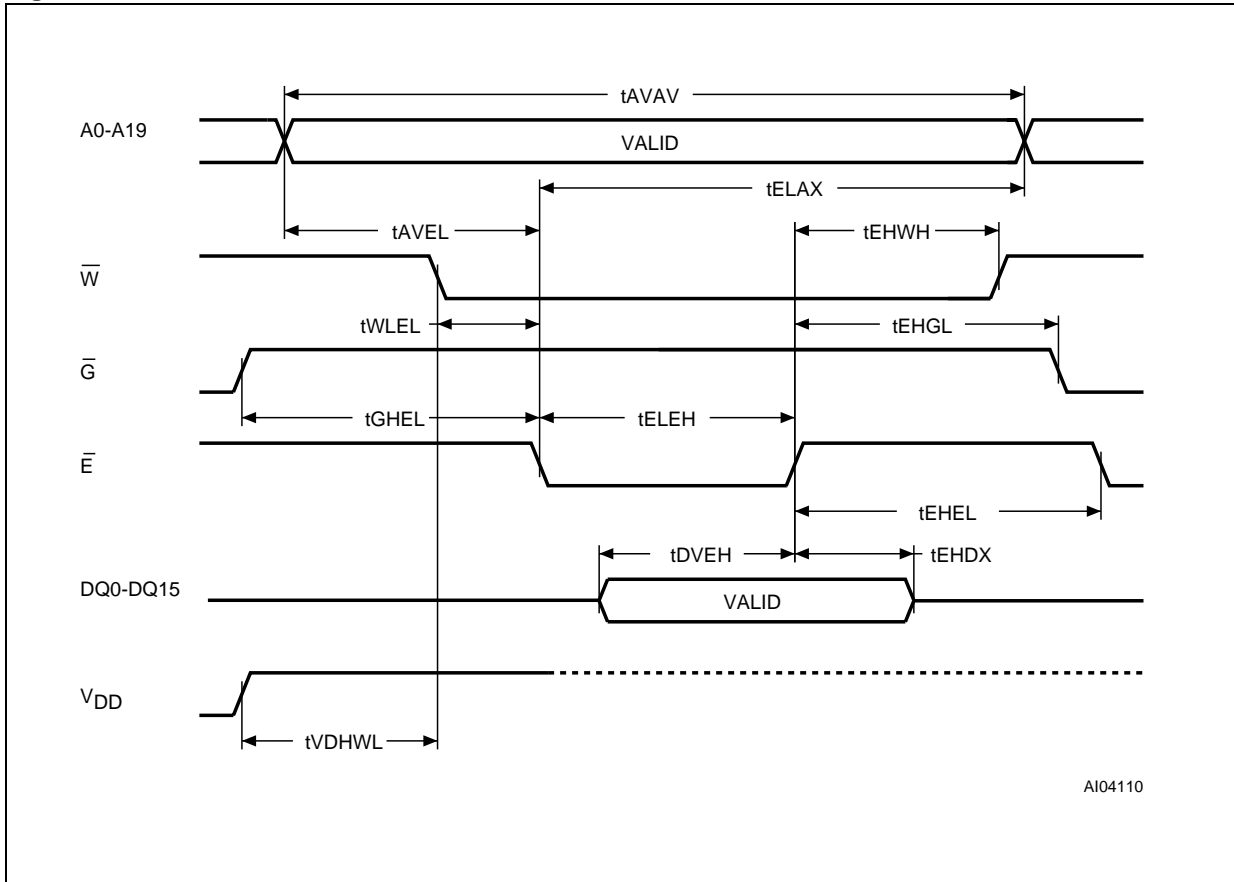 tAVAV
A0-A19
VALID
tELAX
tAVEL
tEHWH
W̅
tWLEL
tEHGL
G̅
tGHEL
tELEH
E̅
tEHEL
tDVEH
tEHDX
DQ0-DQ15
VALID
VDD
tVDHWL
AI04110